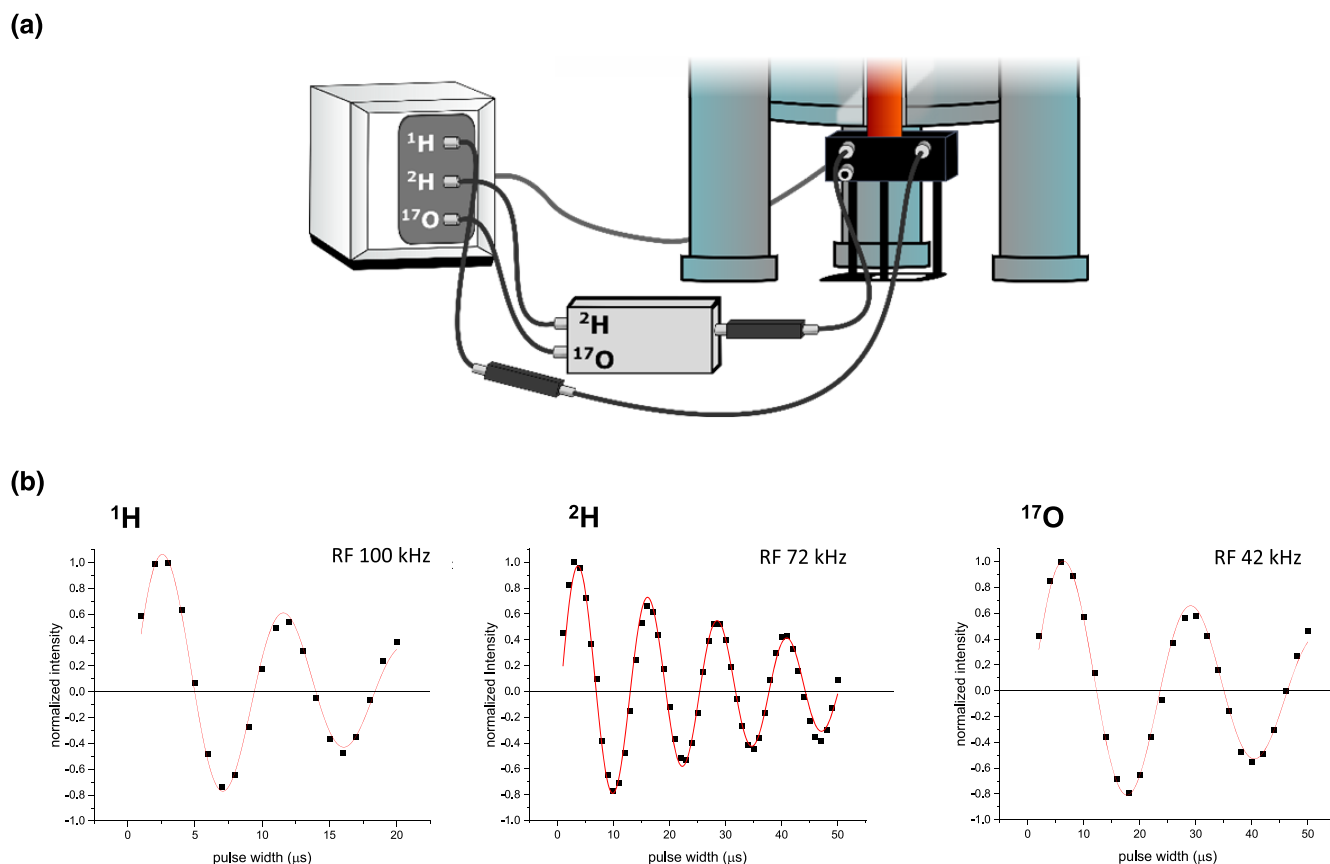 (a)
¹H
²H
¹⁷O
²H
¹⁷O
(b)
¹H
RF 100 kHz
normalized intensity
1.0
0.8
0.6
0.4
0.2
0.0
-0.2
-0.4
-0.6
-0.8
-1.0
0 5 10 15 20
pulse width (μs)
²H
RF 72 kHz
normalized Intensity
1.0
0.8
0.6
0.4
0.2
0.0
-0.2
-0.4
-0.6
-0.8
-1.0
0 10 20 30 40 50
pulse width (μs)
¹⁷O
RF 42 kHz
normalized intensity
1.0
0.8
0.6
0.4
0.2
0.0
-0.2
-0.4
-0.6
-0.8
-1.0
0 10 20 30 40 50
pulse width (μs)